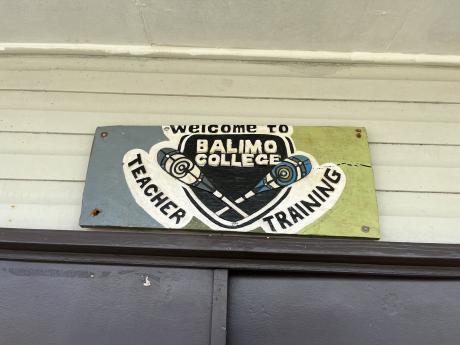 Welcome to
BALIMO
COLLEGE
TEACHER
TRAINING